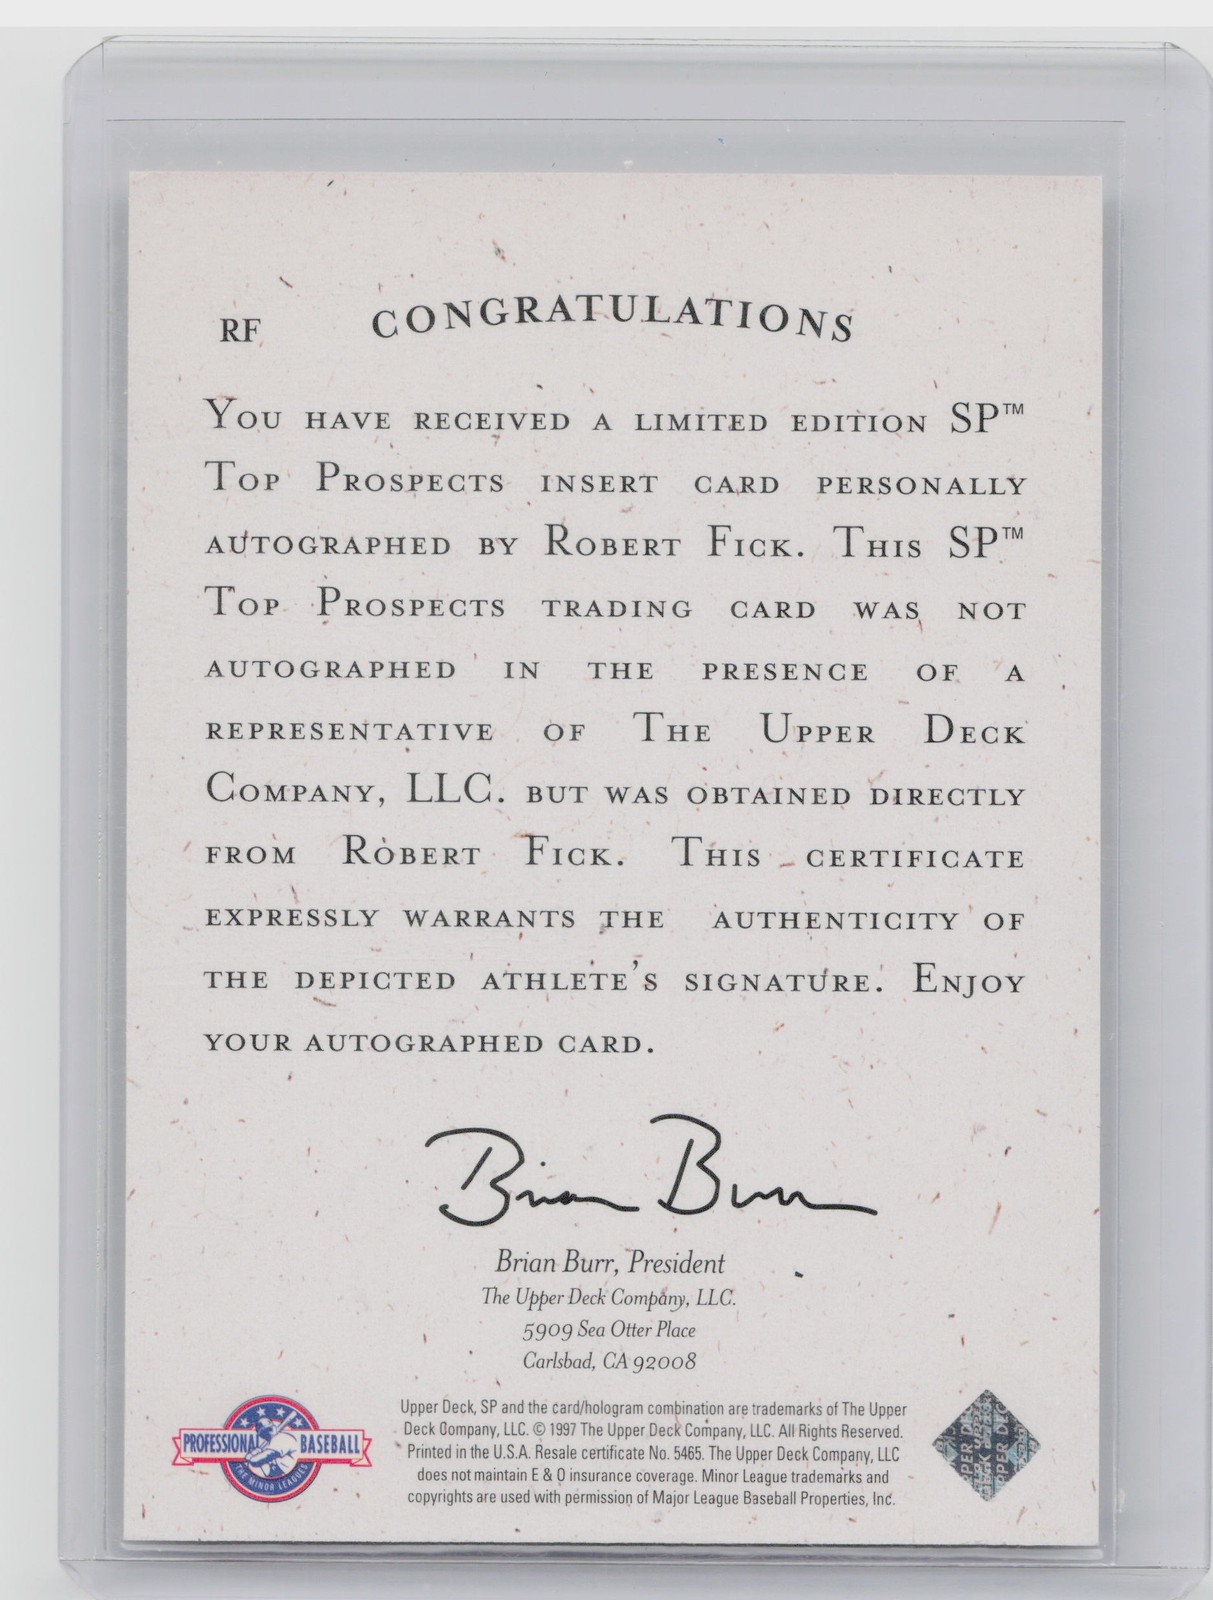 RF
CONGRATULATIONS
YOU HAVE RECEIVED A LIMITED EDITION SP™
TOP PROSPECTS INSERT CARD PERSONALLY
AUTOGRAPHED BY ROBERT FICK. THIS SP™
TOP PROSPECTS TRADING CARD WAS NOT
AUTOGRAPHED IN THE PRESENCE OF A
REPRESENTATIVE OF THE UPPER DECK
COMPANY, LLC. BUT WAS OBTAINED DIRECTLY
FROM ROBERT FICK. THIS CERTIFICATE
EXPRESSLY WARRANTS THE AUTHENTICITY OF
THE DEPICTED ATHLETE'S SIGNATURE. ENJOY
YOUR AUTOGRAPHED CARD.
Brian Burr
Brian Burr, President
The Upper Deck Company, LLC.
5909 Sea Otter Place
Carlsbad, CA 92008
Upper Deck, SP and the card/hologram combination are trademarks of The Upper
Deck Company, LLC. © 1997 The Upper Deck Company, LLC. All Rights Reserved.
Printed in the U.S.A. Resale certificate No. 5465. The Upper Deck Company, LLC
does not maintain E & O insurance coverage. Minor League trademarks and
copyrights are used with permission of Major League Baseball Properties, Inc.
PROFESSIONAL BASEBALL
THE MINOR LEAGUES
UPPER DECK